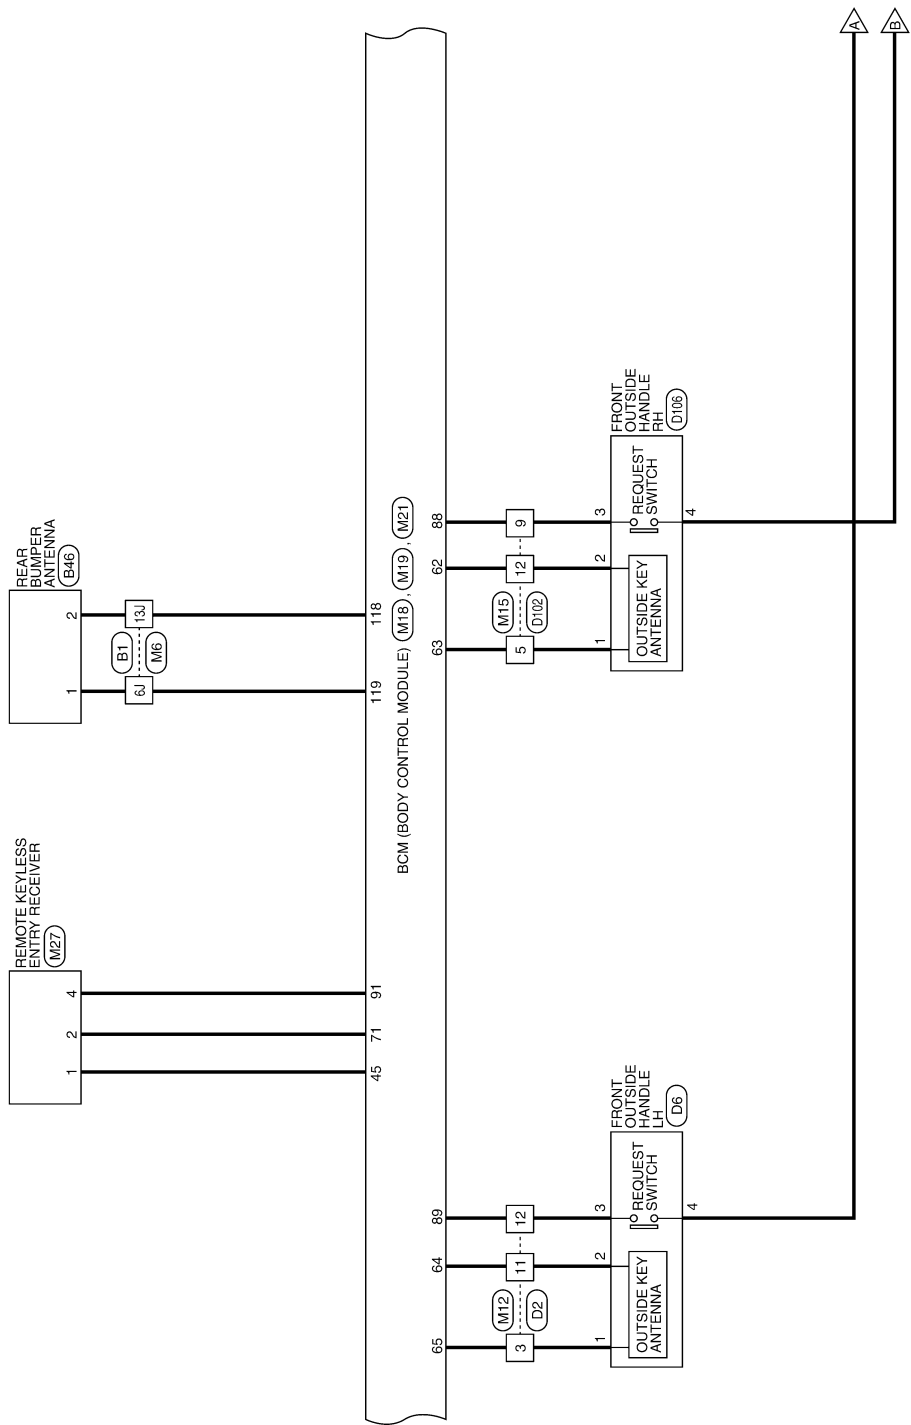 REMOTE KEYLESS
ENTRY RECEIVER
M27
1
2
4
REAR
BUMPER
ANTENNA
B46
1
2
6J
B1
M6
13J
45
71
91
119
118
BCM (BODY CONTROL MODULE) M18 , M19 , M21
65
64
89
63
62
88
3
M12
D2
11
12
5
M15
D102
12
9
1
2
3
FRONT
OUTSIDE
HANDLE
LH
D6
OUTSIDE KEY
ANTENNA
REQUEST
SWITCH
4
1
2
3
FRONT
OUTSIDE
HANDLE
RH
D106
OUTSIDE KEY
ANTENNA
REQUEST
SWITCH
4
A
B